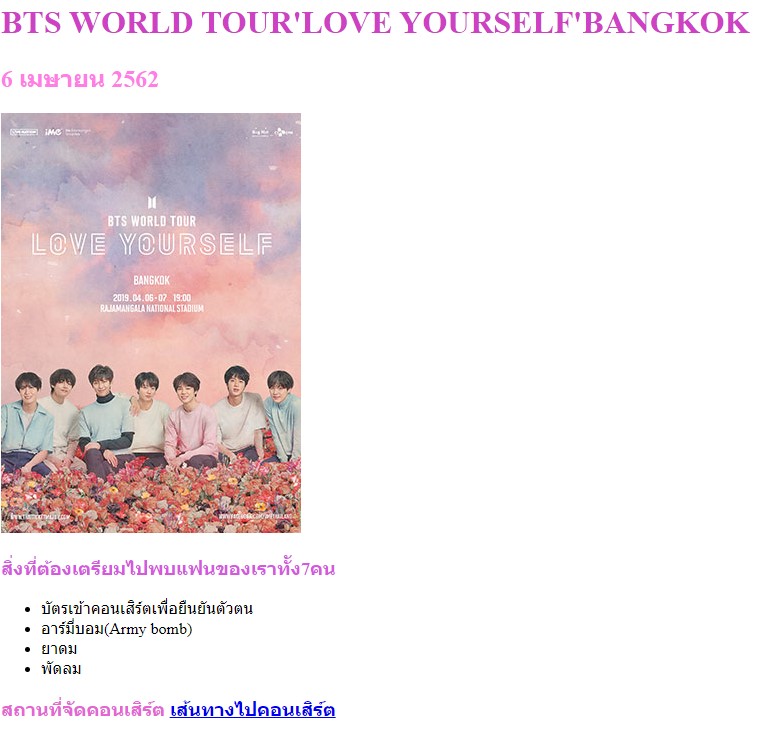 BTS WORLD TOUR'LOVE YOURSELF'BANGKOK
6 เมษายน 2562
iMe
BTS WORLD TOUR
LOVE YOURSELF
BANGKOK
2019.04.06-07 19:00
RAJAMANGALA NATIONAL STADIUM
สิ่งที่ต้องเตรียมไปพบแฟนของเราทั้ง7คน
บัตรเข้าคอนเสิร์ตเพื่อยืนยันตัวตน
อาร์มี่บอม(Army bomb)
ยาดม
พัดลม
สถานที่จัดคอนเสิร์ต เส้นทางไปคอนเสิร์ต